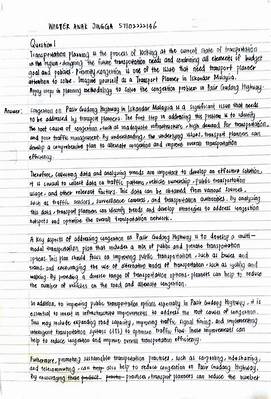 WALTER ANAK JINGGA
Question 1
Transportation Planning is the process of looking at the current state of transportation
in the region, designing the future transportation needs and combining all elements of budget
goal and policies. Priority congestion is one of the issue that need transport planner
attention to solve. Imagine yourself as a Transport Planner in Iskandar Malaysia.
Apply steps in planning methodology to solve the congestion problem in Pasir Gudang Highway.
Answer: Congestion on Pasir Gudang Highway in Iskandar Malaysia is a significant issue that needs
to be addressed by transport planners. The first step in addressing this problem is to identify
the root causes of congestion, such as inadequate infrastructure, high demand for transportation,
and poor traffic management. By understanding the underlying issues, transport planners can
develop a comprehensive plan to alleviate congestion and improve overall transportation
efficiency.
Therefore, collecting data and analyzing trends are important to develop an effective solution,
it is crucial to collect data on traffic patterns, vehicle ownership, public transportation
usage, and other relevant factors. This data can be obtained from various sources,
such as traffic sensors, surveillance cameras, and transportation authorities. By analyzing
this data, transport planners can identify trends and develop strategies to address congestion
hotspots and optimize the overall transportation network.
A key aspects of addressing congestion on Pasir Gudang Highway is to develop a multi-
modal transportation plan that includes a mix of public and private transportation
options. This plan should focus on improving public transportation, such as buses and
trains, and encouraging the use of alternative modes of transportation, such as cycling and
walking. By providing a diverse range of transportation options, planners can help to reduce
the number of vehicles on the road and alleviate congestion.
In addition, to improving public transportation options, especially in Pasir Gudang Highway, it is
essential to invest in infrastructure improvements to address the root causes of congestion.
This may include expanding road capacity, improving traffic signal timing, and implementing
intelligent transportation systems (ITS) to optimize traffic flow. These improvement can
help to reduce congestion and improve overall transportation efficiency.
Furthermore, promoting sustainable transportation practices, such as carpooling, ride sharing,
and telecommuting, can also help to reduce congestion on Pasir Gudang Highway.
By encouraging these practices, transport planners can reduce the number